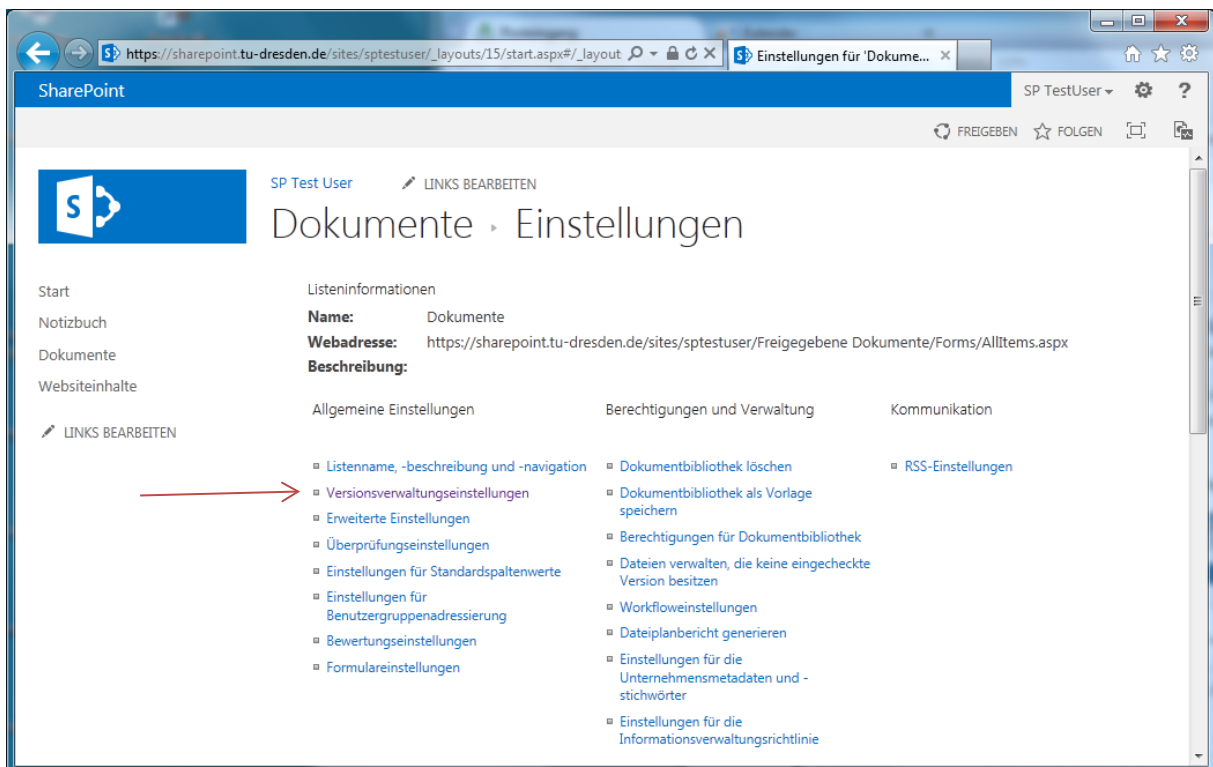 https://sharepoint.tu-dresden.de/sites/sptestuser/_layouts/15/start.aspx#/_layout
Einstellungen für 'Dokume...
SharePoint
SP TestUser
?
FREIGEBEN
FOLGEN
S
SP Test User
LINKS BEARBEITEN
Dokumente ▸ Einstellungen
Start
Notizbuch
Dokumente
Websiteinhalte
LINKS BEARBEITEN
Listeninformationen
Name: Dokumente
Webadresse: https://sharepoint.tu-dresden.de/sites/sptestuser/Freigegebene Dokumente/Forms/AllItems.aspx
Beschreibung:
Allgemeine Einstellungen
Listenname, -beschreibung und -navigation
Versionsverwaltungseinstellungen
Erweiterte Einstellungen
Überprüfungseinstellungen
Einstellungen für Standardspaltenwerte
Einstellungen für
Benutzergruppenadressierung
Bewertungseinstellungen
Formulareinstellungen
Berechtigungen und Verwaltung
Dokumentbibliothek löschen
Dokumentbibliothek als Vorlage
speichern
Berechtigungen für Dokumentbibliothek
Dateien verwalten, die keine eingecheckte
Version besitzen
Workfloweinstellungen
Dateiplanbericht generieren
Einstellungen für die
Unternehmensmetadaten und -
stichwörter
Einstellungen für die
Informationsverwaltungsrichtlinie
Kommunikation
RSS-Einstellungen